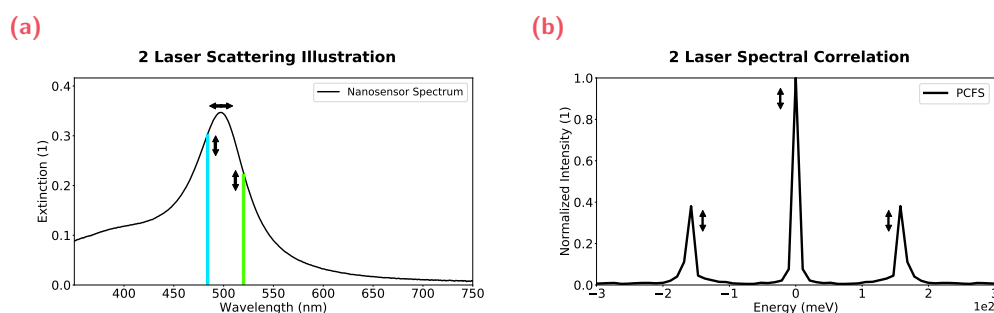 (a)
2 Laser Scattering Illustration
Nanosensor Spectrum
Extinction (1)
0.4
0.3
0.2
0.1
0.0
400 450 500 550 600 650 700 750
Wavelength (nm)
(b)
2 Laser Spectral Correlation
PCFS
Normalized Intensity (1)
1.0
0.8
0.6
0.4
0.2
0.0
−3 −2 −1 0 1 2 3
1e2
Energy (meV)